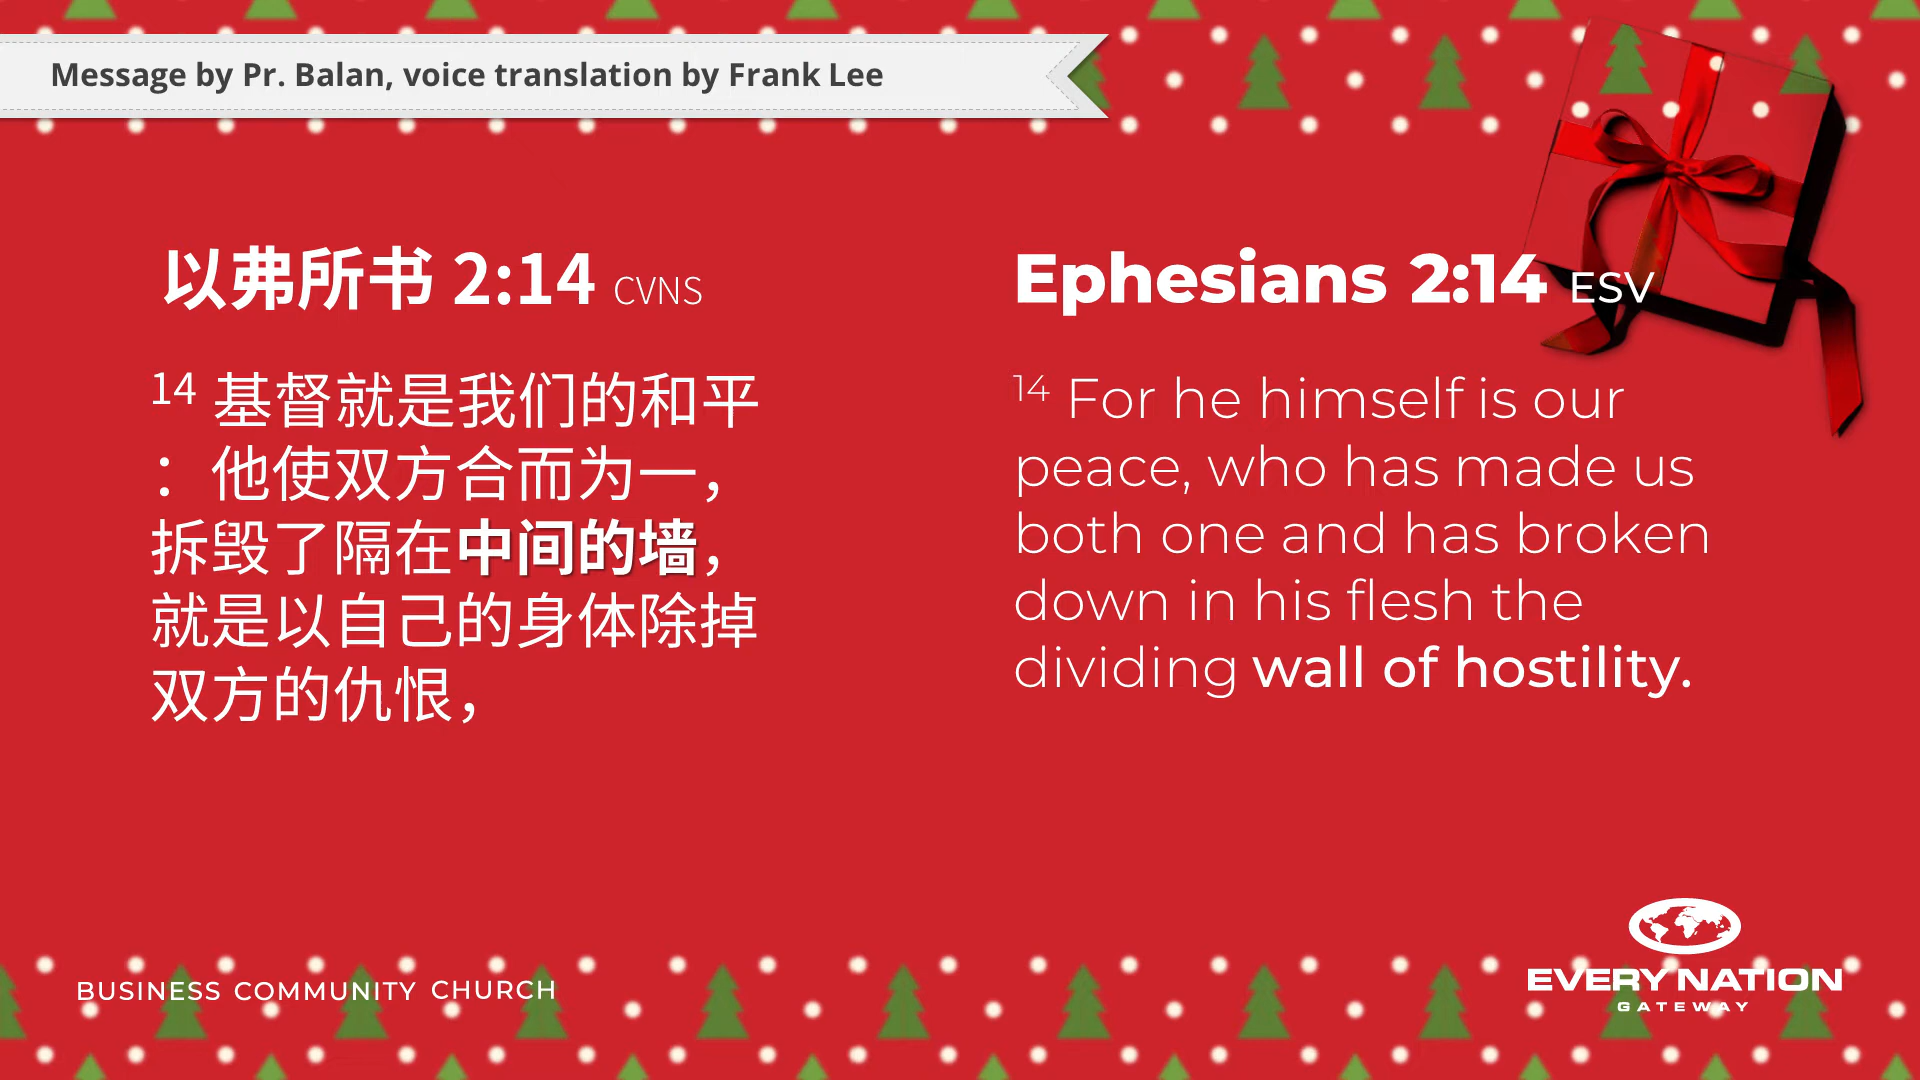 Message by Pr. Balan, voice translation by Frank Lee
以弗所书 2:14 CVNS
14 基督就是我们的和平
：他使双方合而为一，
拆毁了隔在中间的墙，
就是以自己的身体除掉
双方的仇恨，
Ephesians 2:14 ESV
14 For he himself is our
peace, who has made us
both one and has broken
down in his flesh the
dividing wall of hostility.
BUSINESS COMMUNITY CHURCH
EVERY NATION
GATEWAY